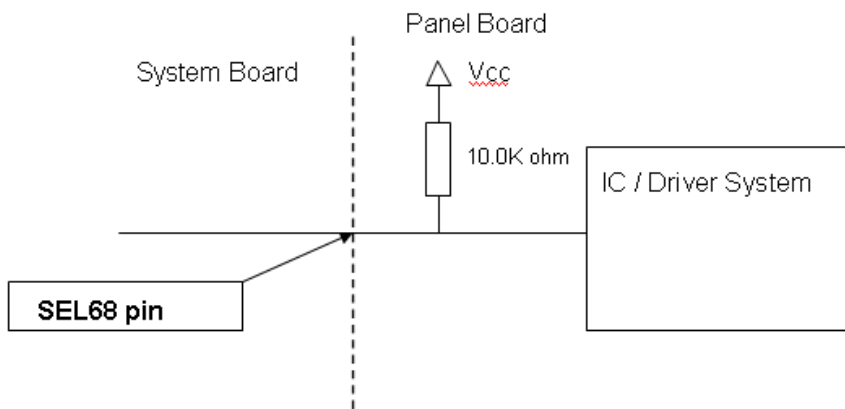 Panel Board
System Board
Vcc
10.0K ohm
IC / Driver System
SEL68 pin